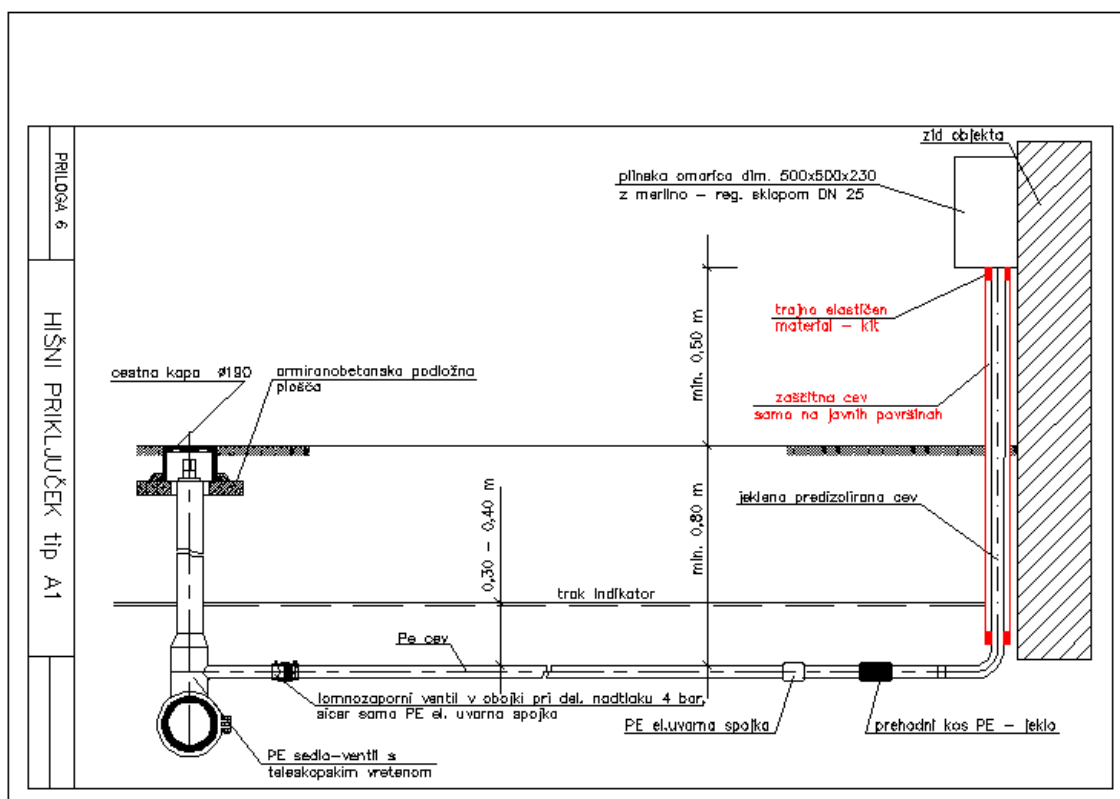 PRILOGA 6
HIŠNI PRIKLJUČEK tip A1
zid objekta
plinska omarica dim. 500x500x230
z merilno – reg. sklopom DN 25
trajno elastičen
material – kit
min. 0,50 m
cestna kapa Ø190
armiranobetonska podložna
plošča
zaščitna cev
samo na javnih površinah
jeklena predizolirana cev
min. 0,80 m
0,30 – 0,40 m
trak indikator
Pe cev
lomnozaporni ventil v obojki pri del. nadtlaku 4 bar,
sicer samo PE el. uvarna spojka
PE el.uvarna spojka
prehodni kos PE – jeklo
PE sedlo-ventil s
teleskopskim vretenom